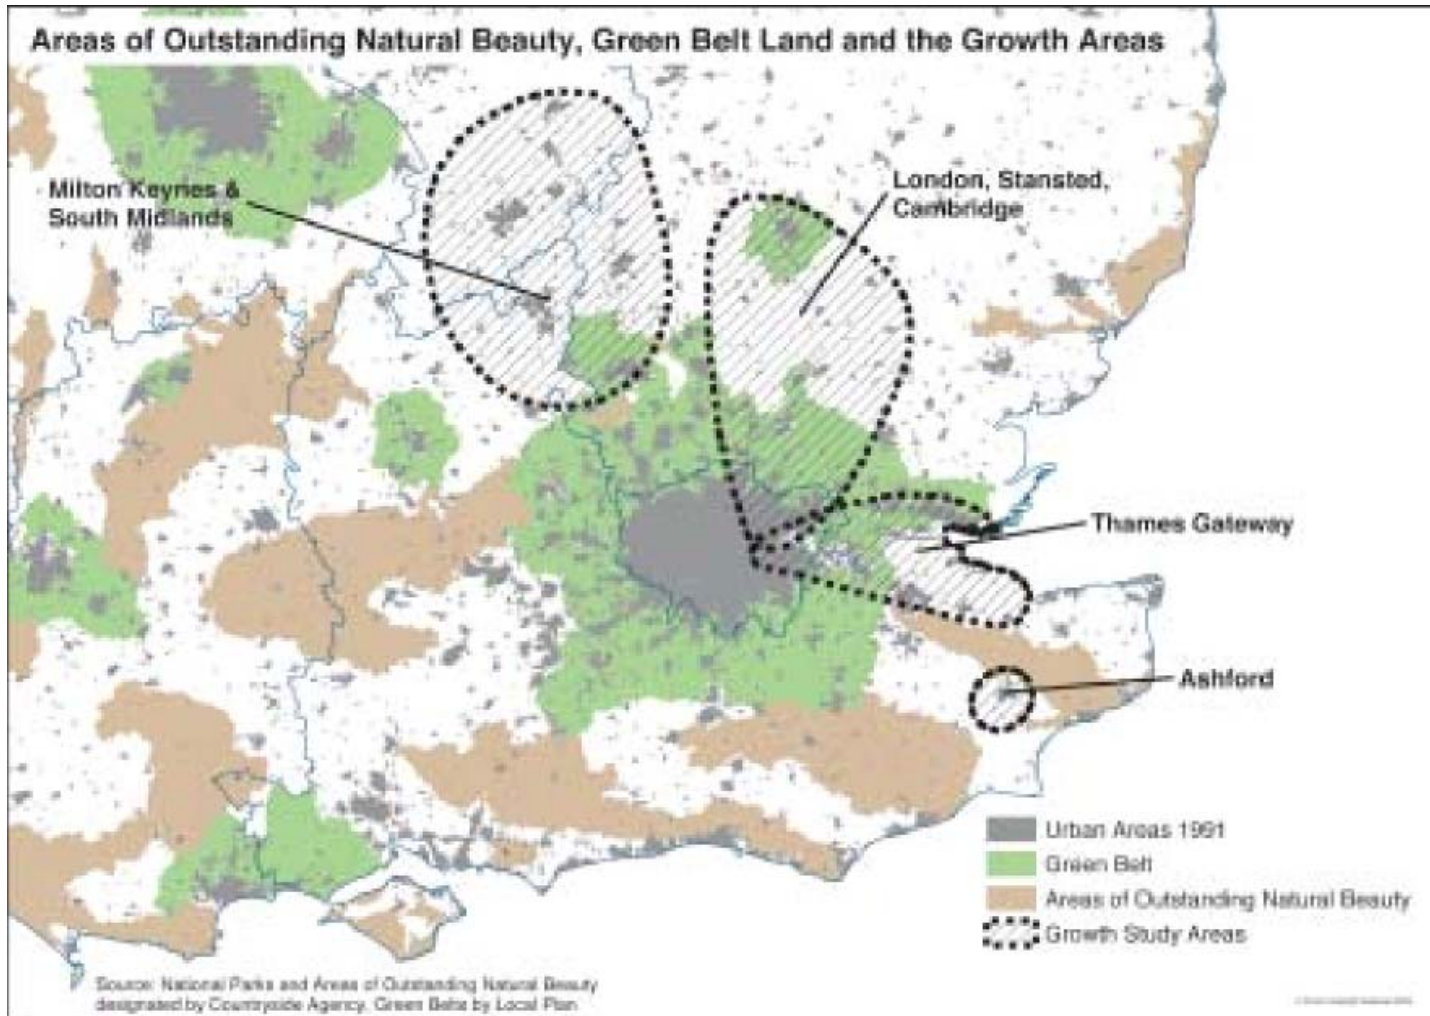 Areas of Outstanding Natural Beauty, Green Belt Land and the Growth Areas
Milton Keynes &
South Midlands
London, Stansted,
Cambridge
Thames Gateway
Ashford
Urban Areas 1991
Green Belt
Areas of Outstanding Natural Beauty
Growth Study Areas
Source: National Parks and Areas of Outstanding Natural Beauty
designated by Countryside Agency, Green Belts by Local Plan